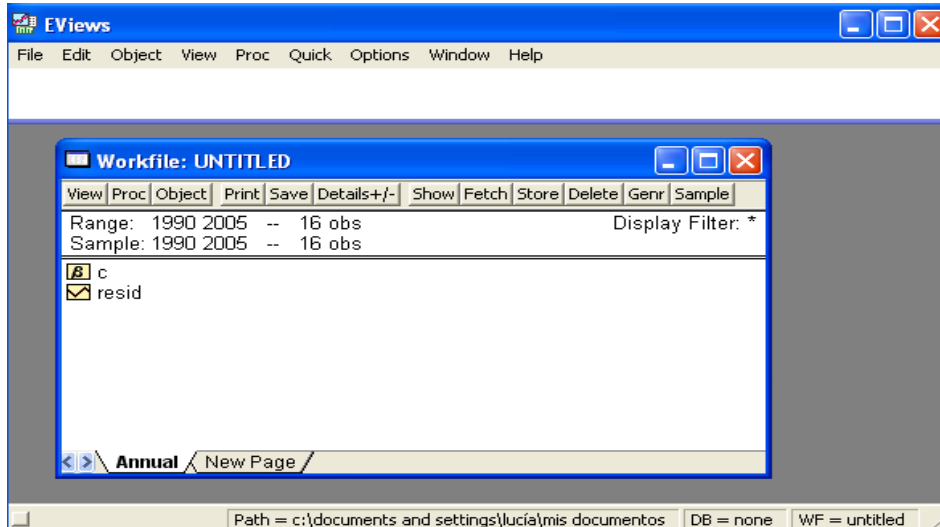 EViews
File Edit Object View Proc Quick Options Window Help
Workfile: UNTITLED
View Proc Object Print Save Details+/- Show Fetch Store Delete Genr Sample
Range: 1990 2005 -- 16 obs Display Filter: *
Sample: 1990 2005 -- 16 obs
β c
resid
Annual New Page
Path = c:\documents and settings\lucía\mis documentos DB = none WF = untitled